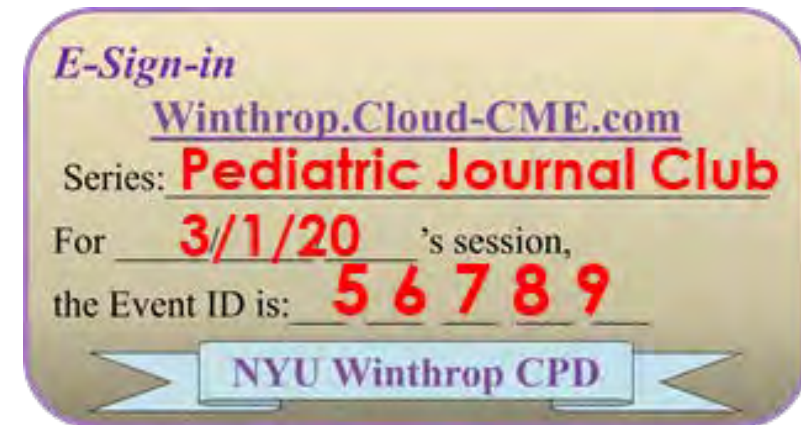 E-Sign-in
Winthrop.Cloud-CME.com
Series: Pediatric Journal Club
For 3/1/20 's session,
the Event ID is: 5 6 7 8 9
NYU Winthrop CPD